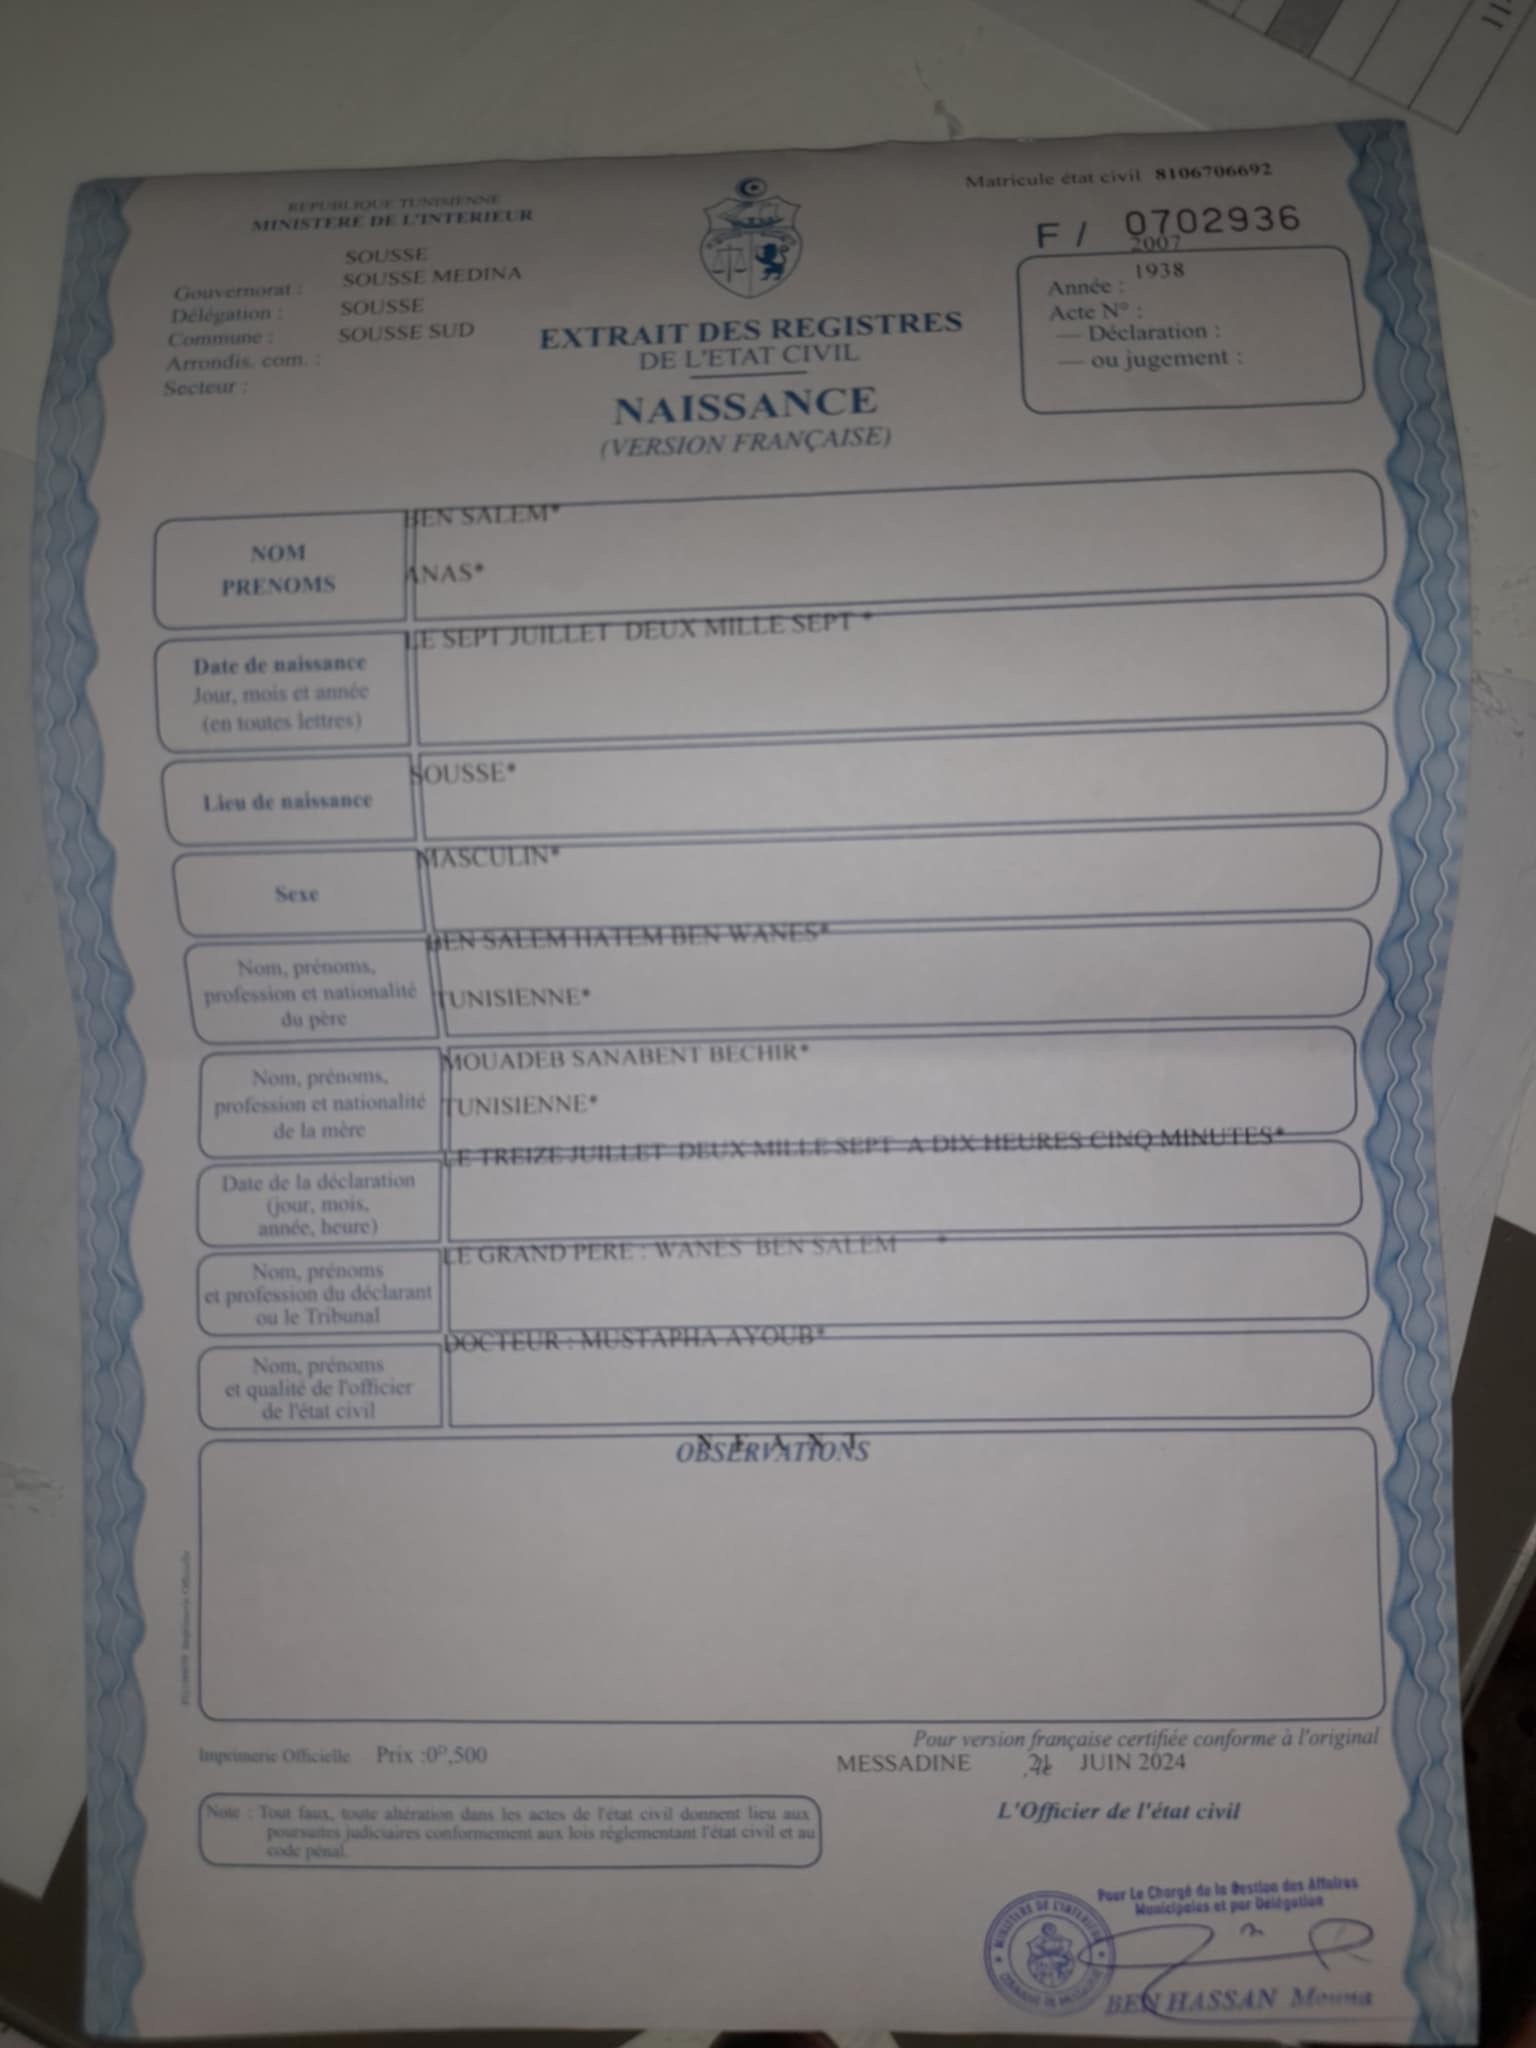 REPUBLIQUE TUNISIENNE
MINISTERE DE L'INTERIEUR
Matricule état civil 8106706692
F / 0702936
SOUSSE
SOUSSE MEDINA
SOUSSE
SOUSSE SUD
Gouvernorat :
Délégation :
Commune :
Arrondis. com. :
Secteur :
2007
1938
Année :
Acte N° :
— Déclaration :
— ou jugement :
EXTRAIT DES REGISTRES
DE L'ETAT CIVIL
NAISSANCE
(VERSION FRANÇAISE)
NOM
PRENOMS
BEN SALEM*
ANAS*
Date de naissance
Jour, mois et année
(en toutes lettres)
LE SEPT JUILLET DEUX MILLE SEPT *
Lieu de naissance
SOUSSE*
Sexe
MASCULIN*
Nom, prénoms,
profession et nationalité
du père
BEN SALEM HATEM BEN WANES*
TUNISIENNE*
Nom, prénoms,
profession et nationalité
de la mère
MOUADEB SANABENT BECHIR*
TUNISIENNE*
Date de la déclaration
(jour, mois,
année, heure)
LE TREIZE JUILLET DEUX MILLE SEPT A DIX HEURES CINQ MINUTES*
Nom, prénoms
et profession du déclarant
ou le Tribunal
LE GRAND PERE : WANES BEN SALEM *
Nom, prénoms
et qualité de l'officier
de l'état civil
DOCTEUR : MUSTAPHA AYOUB*
N E A N T
OBSERVATIONS
Imprimerie Officielle Prix :0ᴰ,500
Pour version française certifiée conforme à l'original
MESSADINE JUIN 2024
L'Officier de l'état civil
Note : Tout faux, toute altération dans les actes de l'état civil donnent lieu aux
poursuites judiciaires conformement aux lois réglementant l'état civil et au
code pénal.
Pour Le Chargé de la Gestion des Affaires
Municipales et par Délégation
MINISTERE DE L'INTERIEUR
BEN HASSAN Mouna